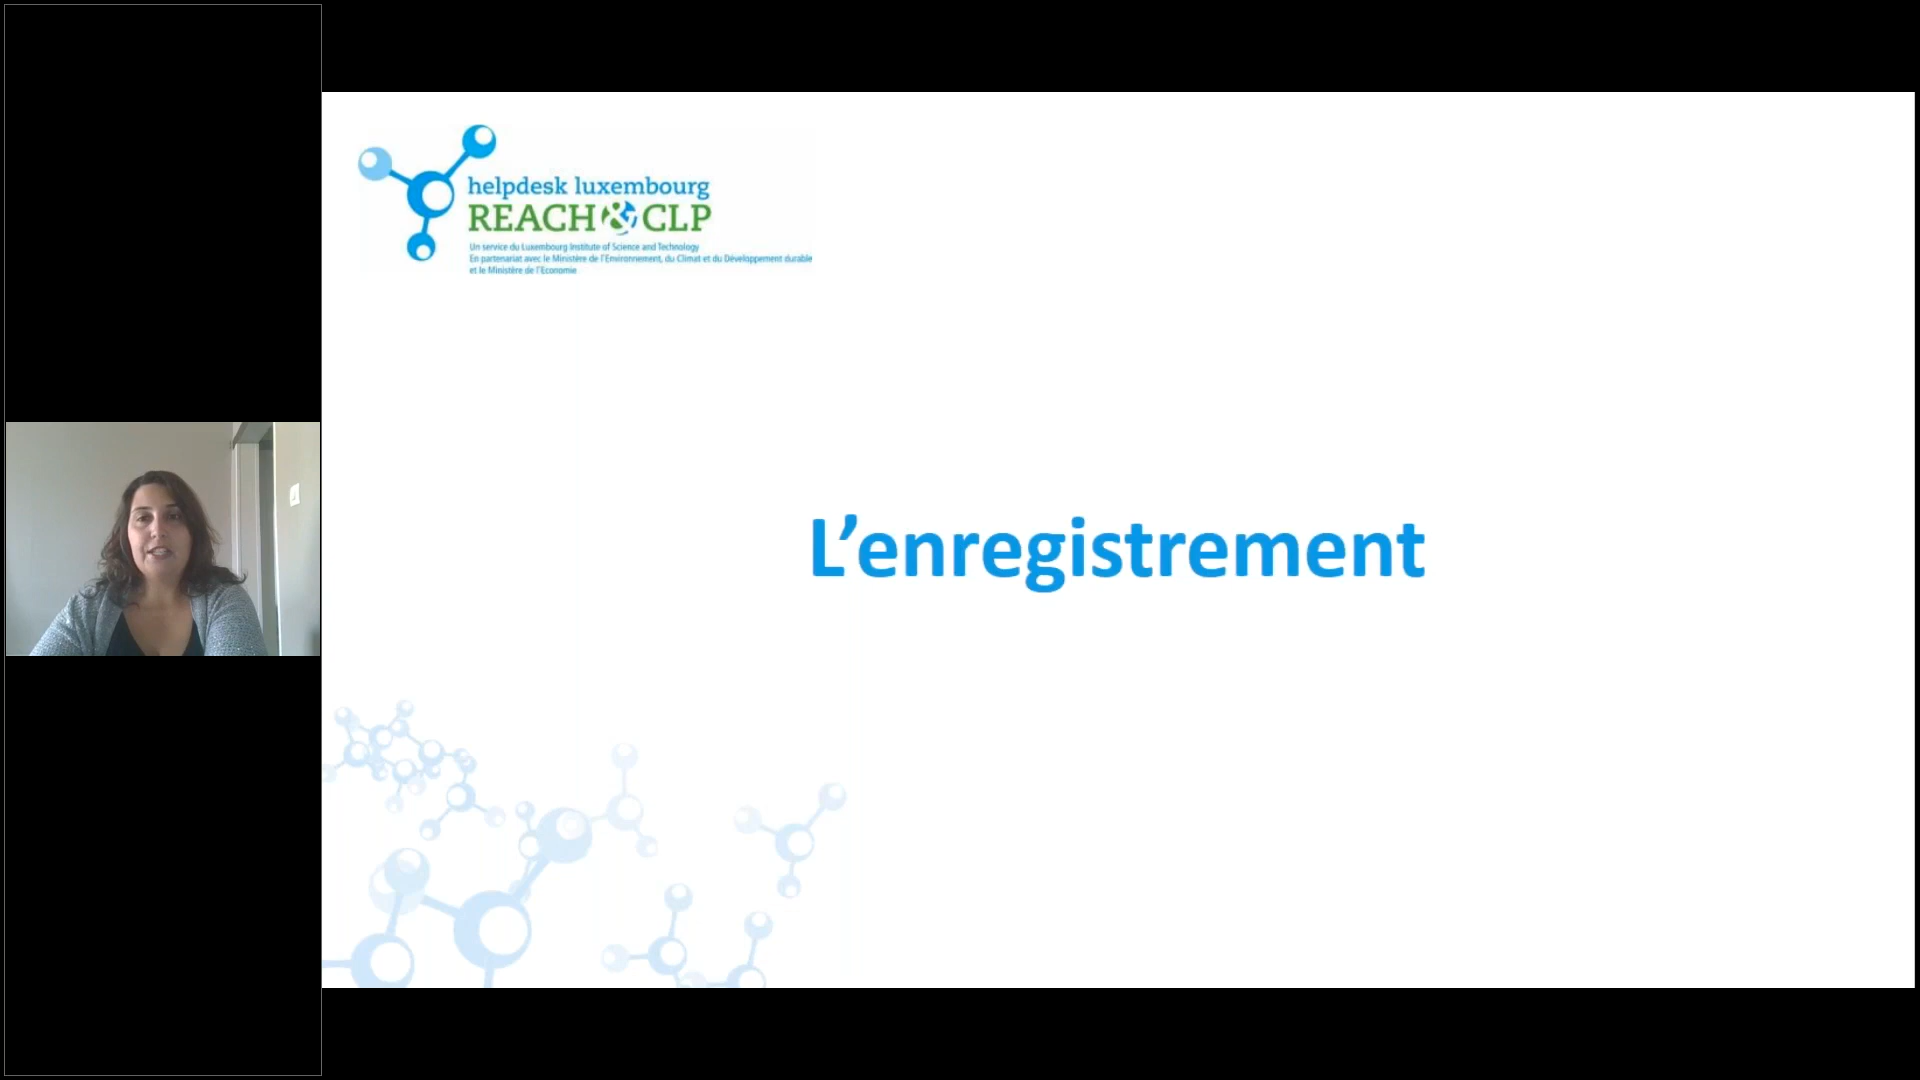 helpdesk luxembourg
REACH & CLP
Un service du Luxembourg Institute of Science and Technology
En partenariat avec le Ministère de l'Environnement, du Climat et du Développement durable
et le Ministère de l'Economie
L'enregistrement